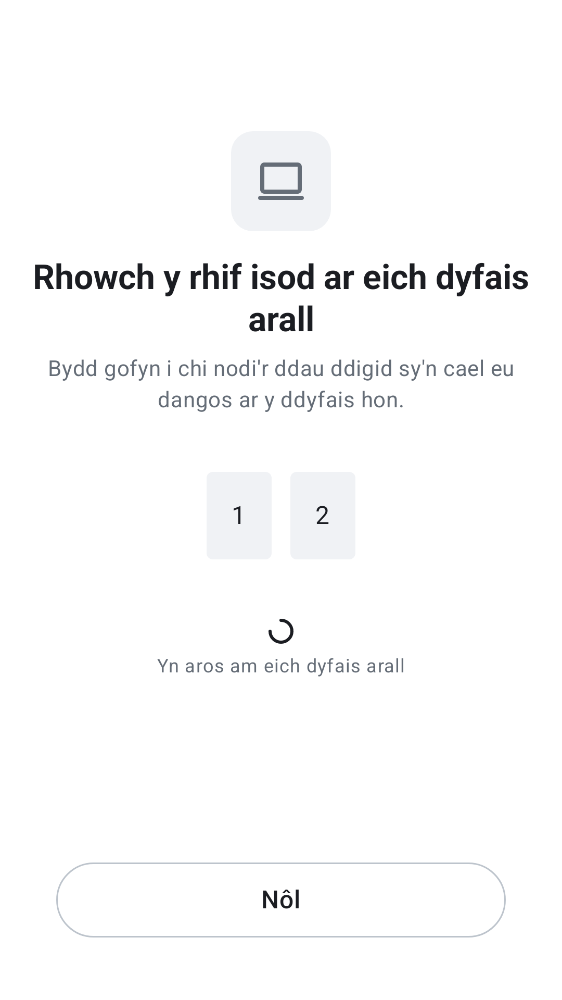 Rhowch y rhif isod ar eich dyfais
arall
Bydd gofyn i chi nodi'r ddau ddigid sy'n cael eu
dangos ar y ddyfais hon.
1 2
Yn aros am eich dyfais arall
Nôl